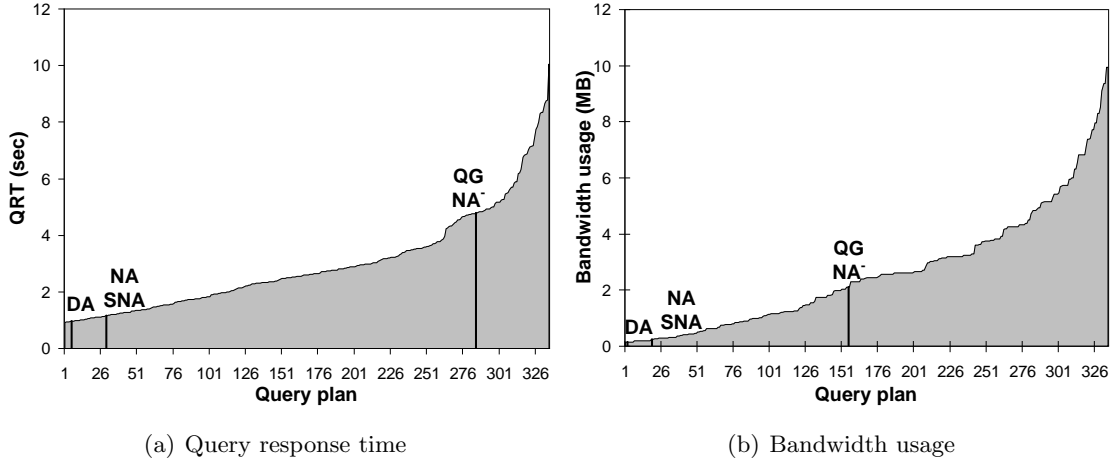 12
10
8
6
4
2
0
QRT (sec)
QG
NA⁻
NA
DA
SNA
1 26 51 76 101 126 151 176 201 226 251 276 301 326
Query plan
(a) Query response time
12
10
8
6
4
2
0
Bandwidth usage (MB)
QG
NA⁻
NA
DA
SNA
1 26 51 76 101 126 151 176 201 226 251 276 301 326
Query plan
(b) Bandwidth usage